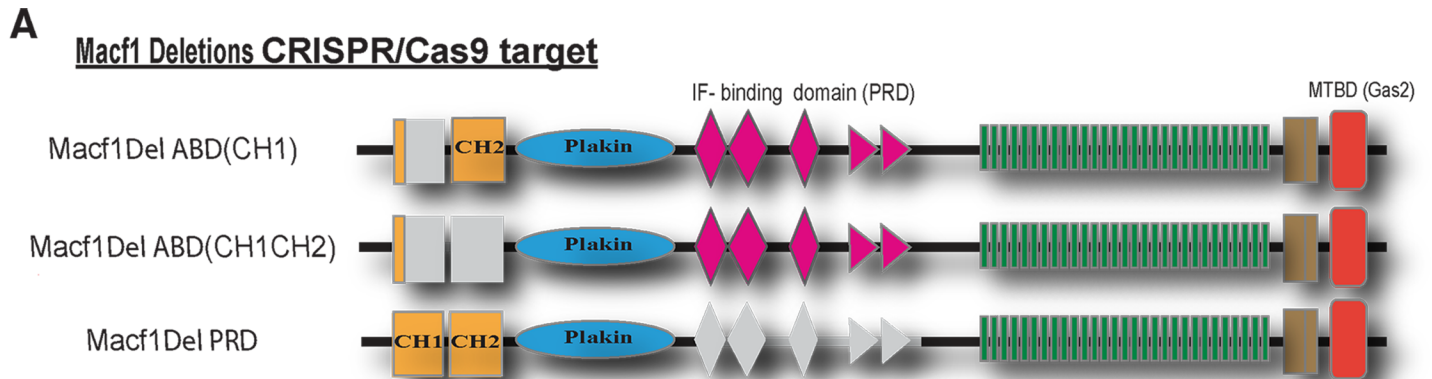 A
Macf1 Deletions CRISPR/Cas9 target
IF- binding domain (PRD)
MTBD (Gas2)
Macf1Del ABD(CH1)
CH2
Plakin
Macf1Del ABD(CH1CH2)
Plakin
Macf1Del PRD
CH1
CH2
Plakin